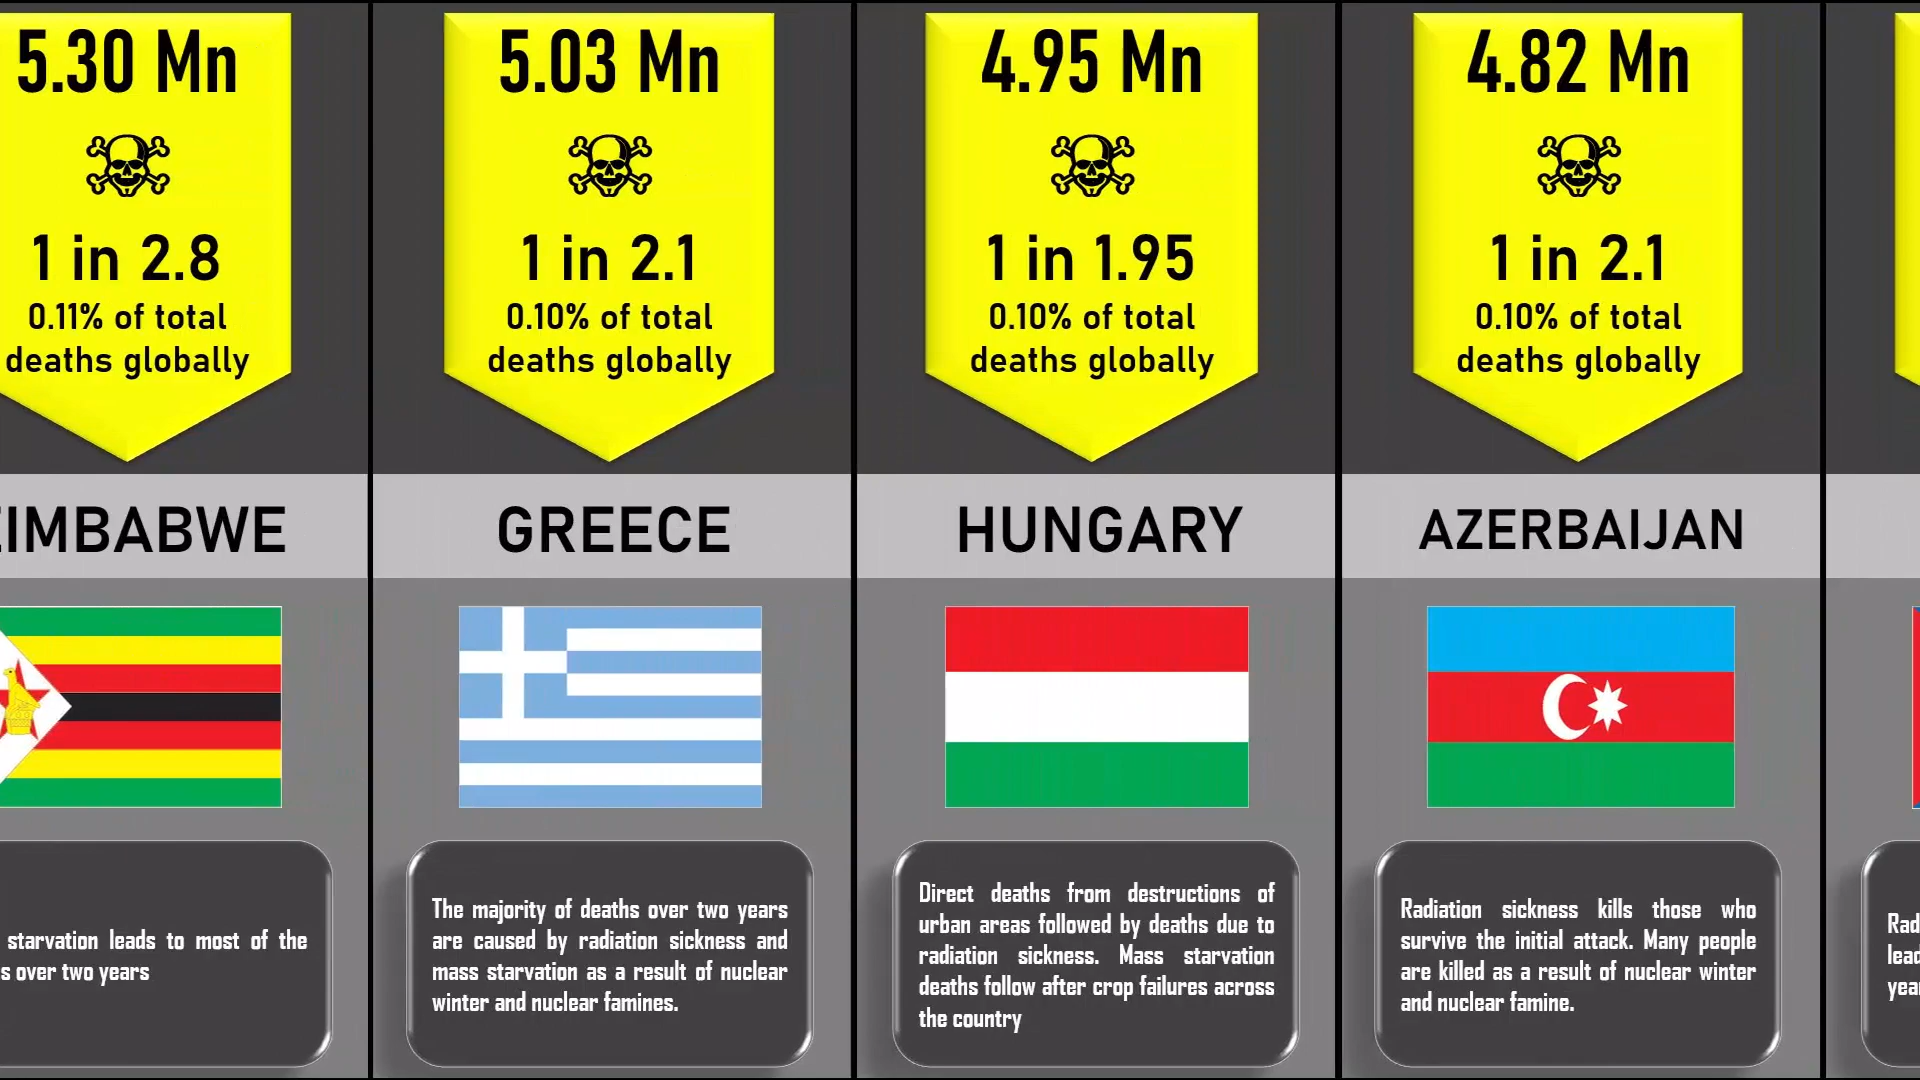 5.30 Mn
1 in 2.8
0.11% of total
deaths globally
IMBABWE
starvation leads to most of the
s over two years
5.03 Mn
1 in 2.1
0.10% of total
deaths globally
GREECE
The majority of deaths over two years
are caused by radiation sickness and
mass starvation as a result of nuclear
winter and nuclear famines.
4.95 Mn
1 in 1.95
0.10% of total
deaths globally
HUNGARY
Direct deaths from destructions of
urban areas followed by deaths due to
radiation sickness. Mass starvation
deaths follow after crop failures across
the country
4.82 Mn
1 in 2.1
0.10% of total
deaths globally
AZERBAIJAN
Radiation sickness kills those who
survive the initial attack. Many people
are killed as a result of nuclear winter
and nuclear famine.
Rad
lead
yea